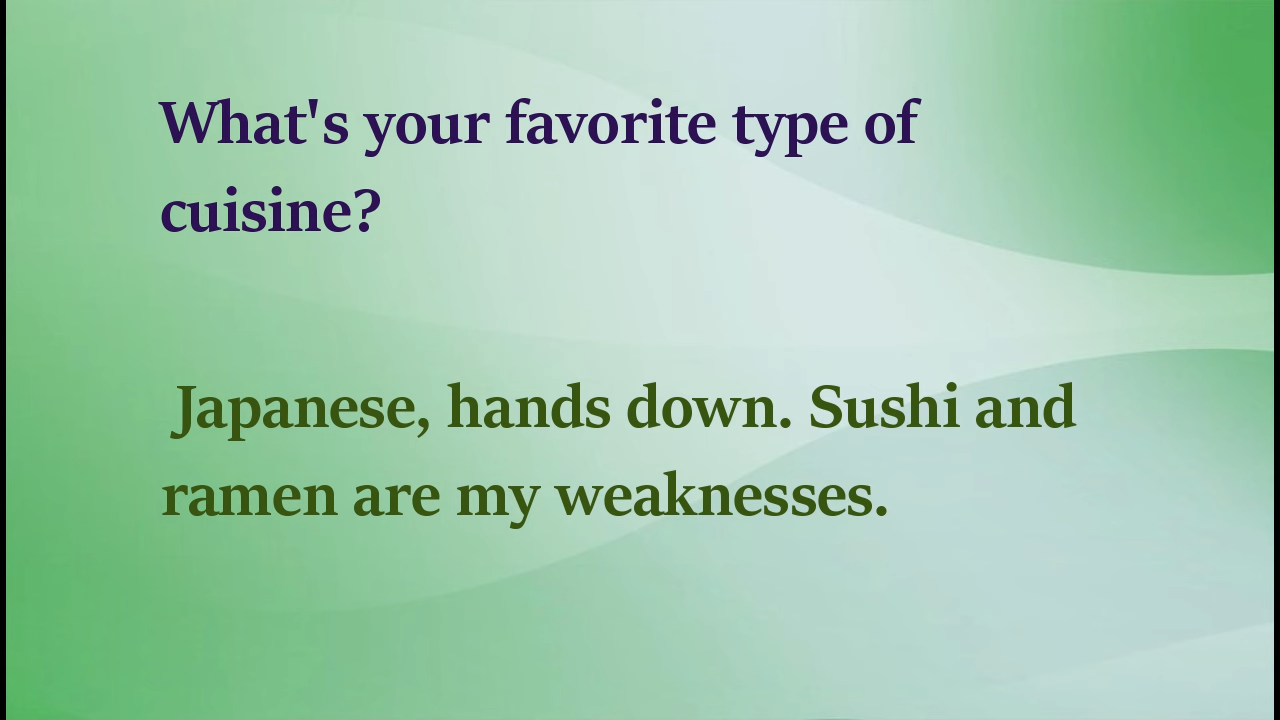 What's your favorite type of
cuisine?
Japanese, hands down. Sushi and
ramen are my weaknesses.